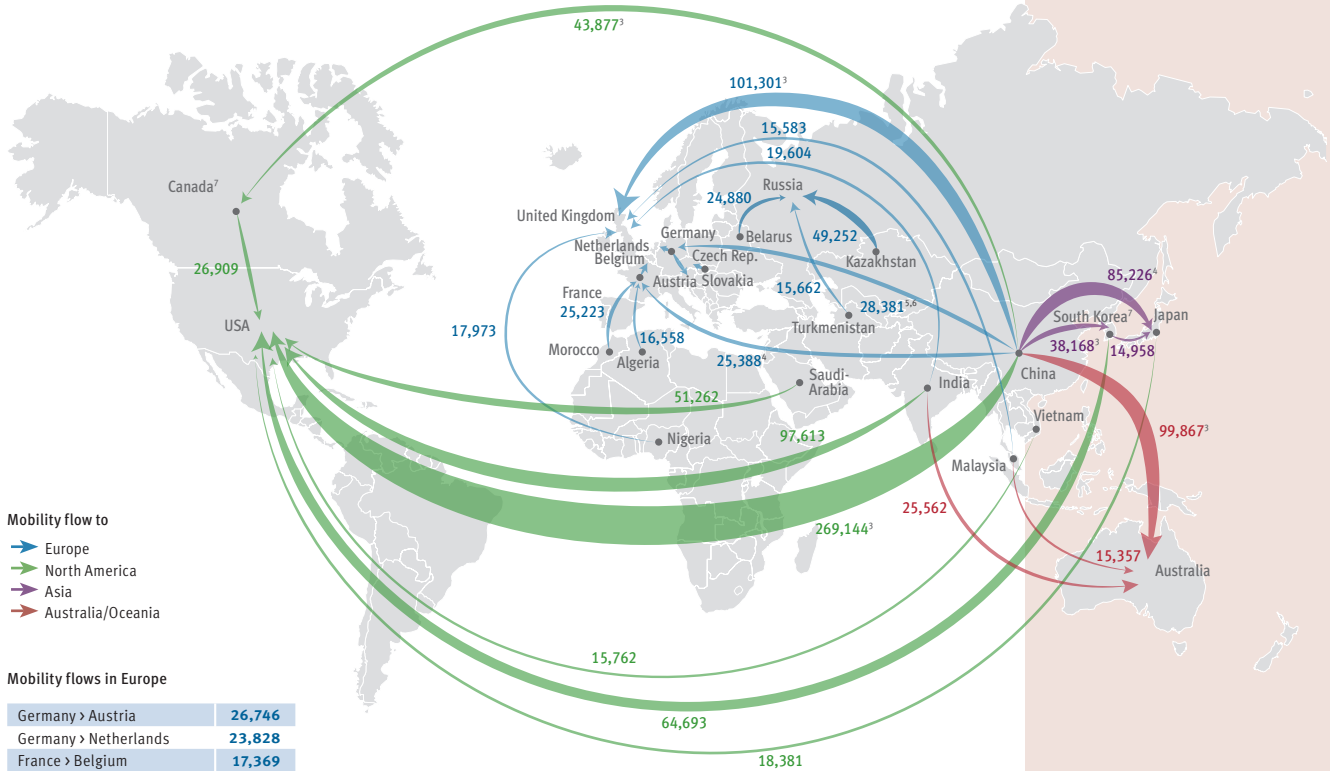 43,877³
101,301³
15,583
19,604
Canada⁷
Russia
24,880
United Kingdom
Germany
Belarus
49,252
Netherlands
Belgium
Czech Rep.
Kazakhstan
26,909
85,226⁴
Austria
Slovakia
15,662
France
25,223
28,381⁵,⁶
South Korea⁷
Japan
USA
17,973
Turkmenistan
16,558
38,168³
14,958
Morocco
Algeria
25,388⁴
China
Saudi-
Arabia
India
51,262
Vietnam
97,613
99,867³
Nigeria
Malaysia
25,562
269,144³
Mobility flow to
Europe
North America
Asia
Australia/Oceania
15,357
Australia
15,762
Mobility flows in Europe
Germany › Austria 26,746
64,693
Germany › Netherlands 23,828
France › Belgium 17,369
18,381